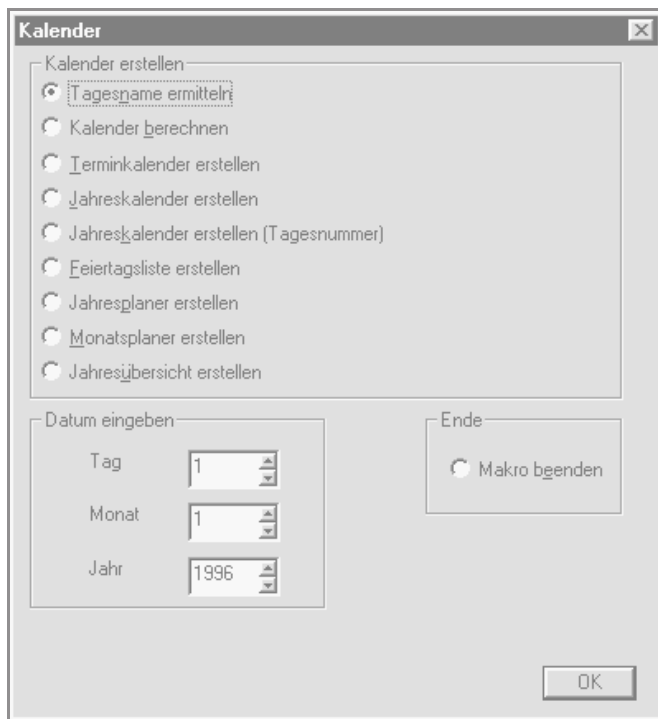 Kalender
Kalender erstellen
Tagesname ermitteln
Kalender berechnen
Terminkalender erstellen
Jahreskalender erstellen
Jahreskalender erstellen (Tagesnummer)
Feiertagsliste erstellen
Jahresplaner erstellen
Monatsplaner erstellen
Jahresübersicht erstellen
Datum eingeben
Tag 1
Monat 1
Jahr 1996
Ende
Makro beenden
OK